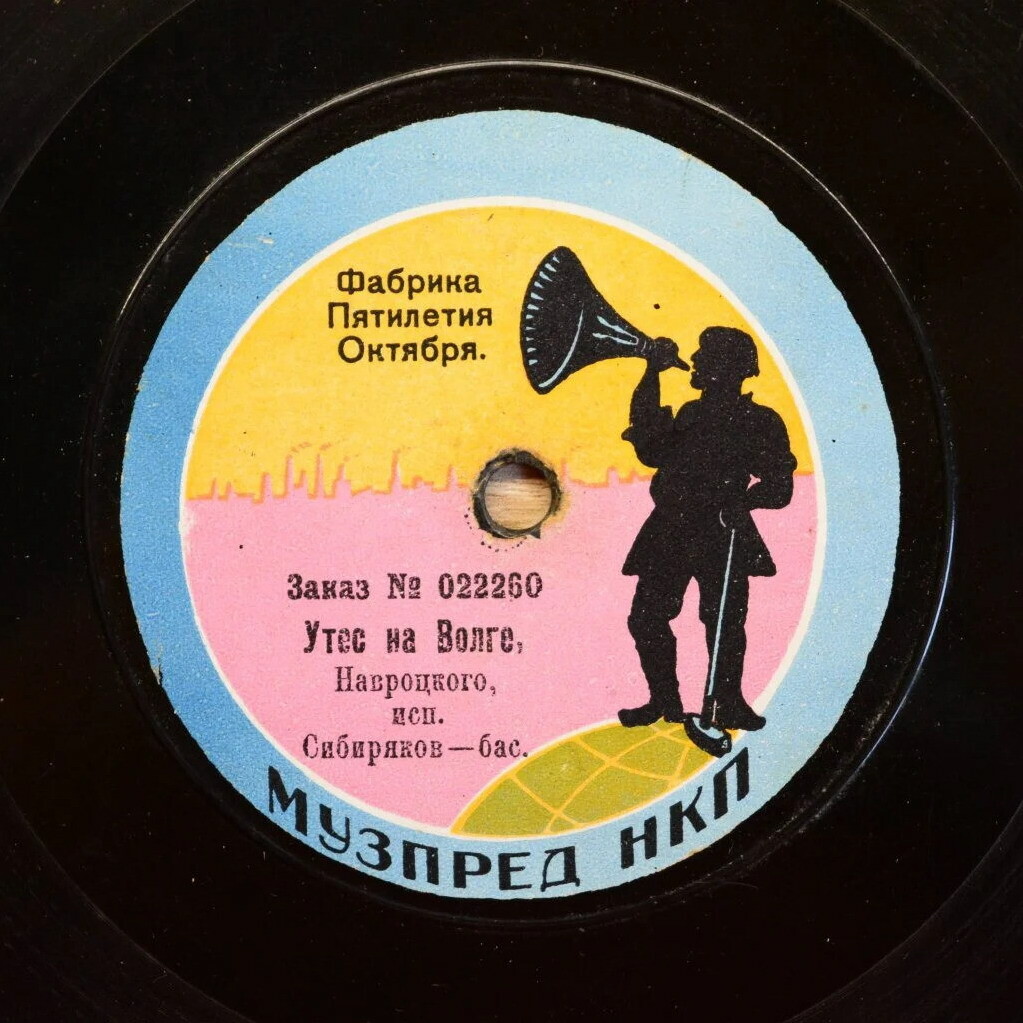 Фабрика
Пятилетия
Октября.
Заказ № 022260
Утес на Волге,
Навроцкого,
исп.
Сибиряков — бас.
МУЗПРЕД НКП